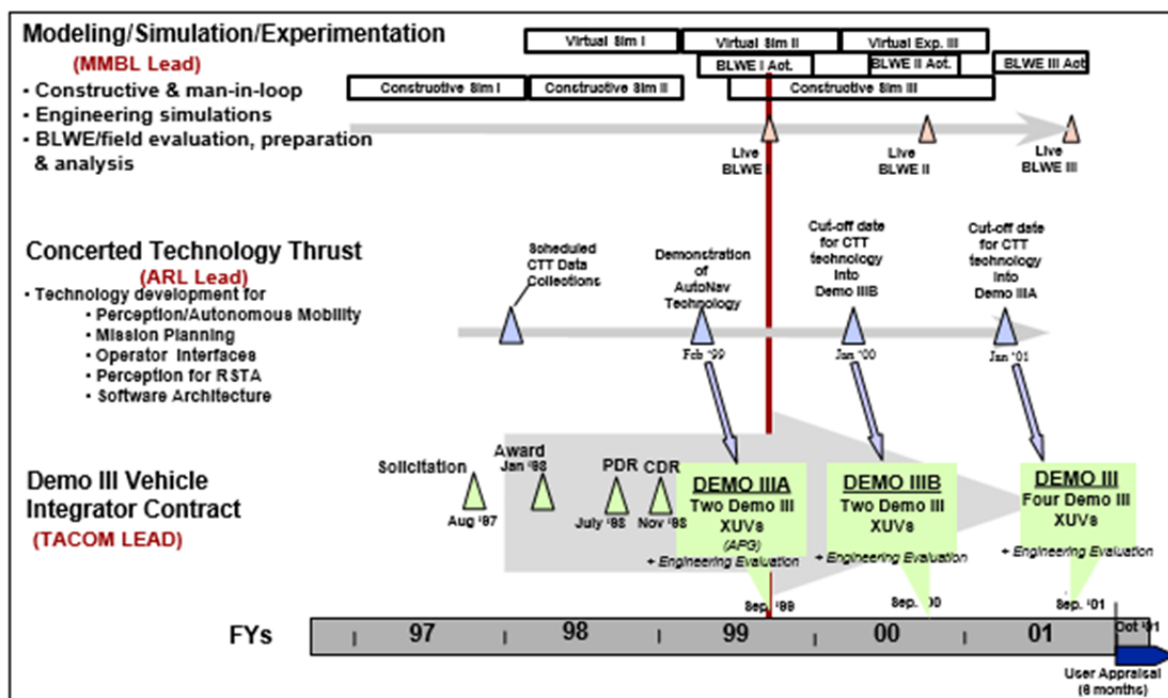 Modeling/Simulation/Experimentation
(MMBL Lead)
- Constructive & man-in-loop
- Engineering simulations
- BLWE/field evaluation, preparation
& analysis
Virtual Sim I
Virtual Sim II
Virtual Exp. III
BLWE I Act.
BLWE II Act.
BLWE III Act
Constructive Sim I
Constructive Sim II
Constructive Sim III
Live
BLWE I
Live
BLWE II
Live
BLWE III
Concerted Technology Thrust
(ARL Lead)
- Technology development for
- Perception/Autonomous Mobility
- Mission Planning
- Operator Interfaces
- Perception for RSTA
- Software Architecture
Scheduled
CTT Data
Collections
Demonstration
of
AutoNav
Technology
Cut-off date
for CTT
technology
into
Demo IIIB
Cut-off date
for CTT
technology
into
Demo IIIA
Feb '99
Jan '00
Jan '01
Demo III Vehicle
Integrator Contract
(TACOM LEAD)
Solicitation
Aug '97
Award
Jan '98
PDR
July '98
CDR
Nov '98
DEMO IIIA
Two Demo III
XUVs
(APG)
+ Engineering Evaluation
DEMO IIIB
Two Demo III
XUVs
+ Engineering Evaluation
DEMO III
Four Demo III
XUVs
+ Engineering Evaluation
Sep. '99
Sep. '00
Sep. '01
FYs
97
98
99
00
01
Oct '01
User Appraisal
(6 months)